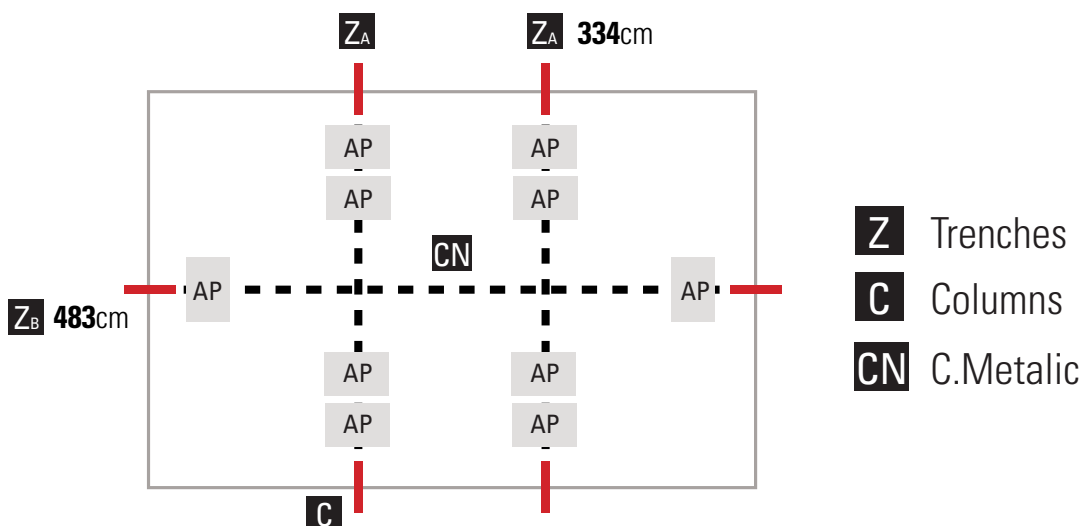 ZA ZA 334cm
AP AP
AP AP
CN
AP AP
ZB 483cm
AP AP
AP AP
C
Z Trenches
C Columns
CN C.Metalic